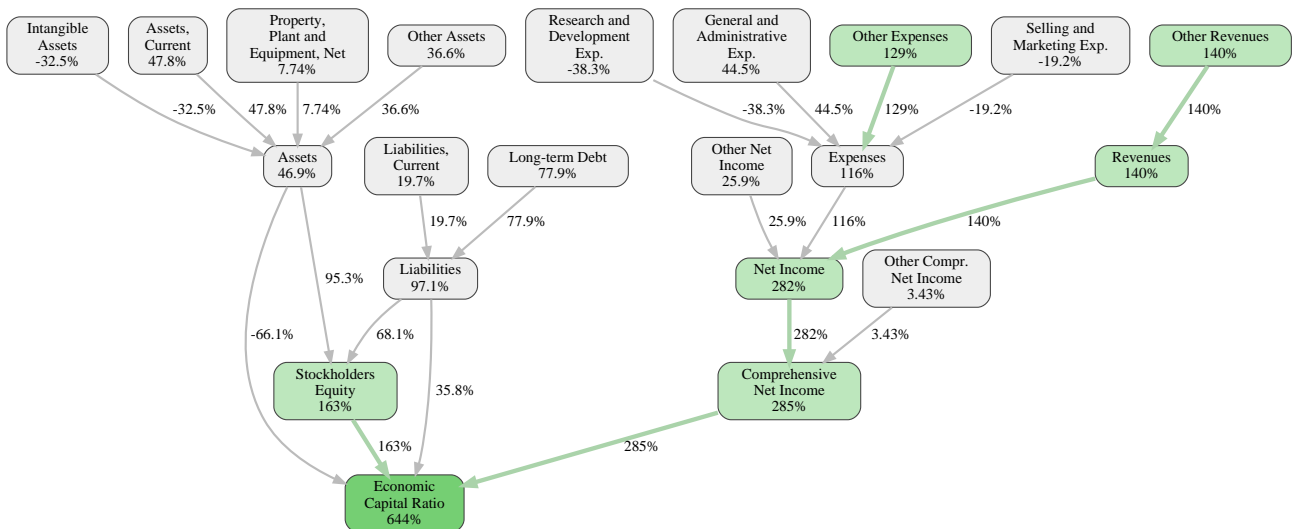 Intangible
Assets
-32.5%
Assets,
Current
47.8%
Property,
Plant and
Equipment, Net
7.74%
Other Assets
36.6%
Research and
Development
Exp.
-38.3%
General and
Administrative
Exp.
44.5%
Other Expenses
129%
Selling and
Marketing Exp.
-19.2%
Other Revenues
140%
-32.5%
47.8%
7.74%
36.6%
-38.3%
44.5%
129%
-19.2%
140%
Assets
46.9%
Liabilities,
Current
19.7%
Long-term Debt
77.9%
Other Net
Income
25.9%
Expenses
116%
Revenues
140%
19.7%
77.9%
25.9%
116%
140%
95.3%
Liabilities
97.1%
Net Income
282%
Other Compr.
Net Income
3.43%
-66.1%
68.1%
282%
3.43%
Stockholders
Equity
163%
35.8%
Comprehensive
Net Income
285%
163%
285%
Economic
Capital Ratio
644%